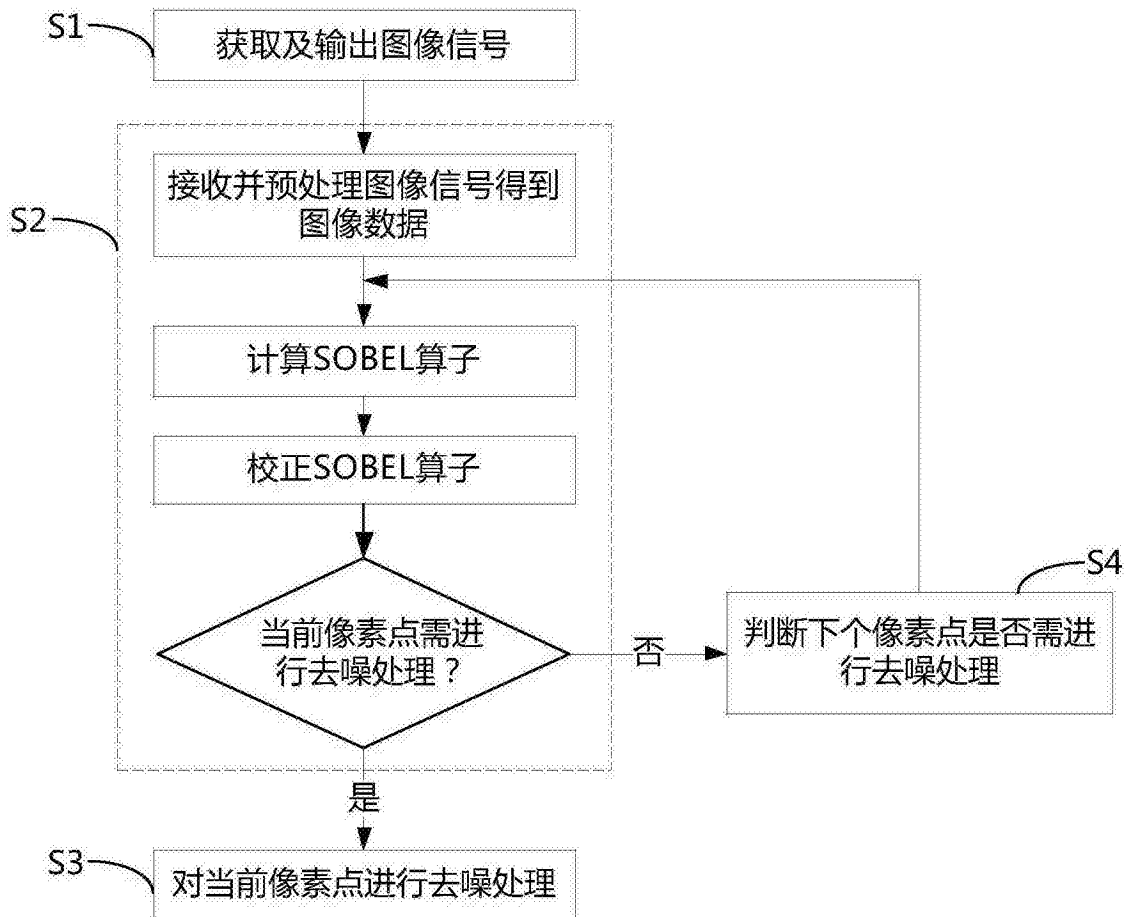 S1
获取及输出图像信号
S2
接收并预处理图像信号得到
图像数据
计算SOBEL算子
校正SOBEL算子
当前像素点需进
行去噪处理？
否
S4
判断下个像素点是否需进
行去噪处理
是
S3
对当前像素点进行去噪处理